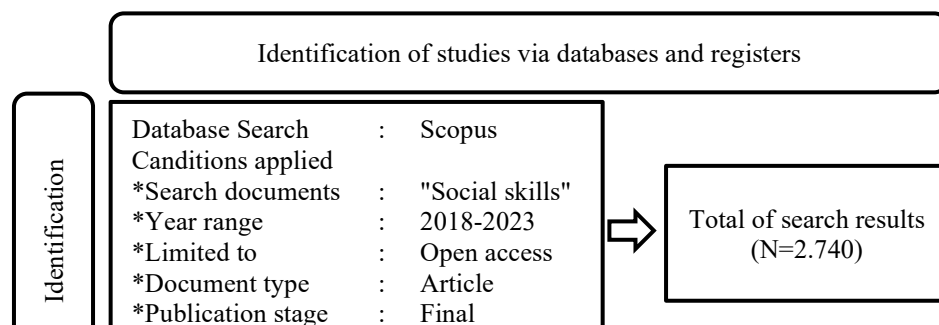 Identification of studies via databases and registers
Identification
Database Search : Scopus
Canditions applied
*Search documents : "Social skills"
*Year range : 2018-2023
*Limited to : Open access
*Document type : Article
*Publication stage : Final
Total of search results
(N=2.740)